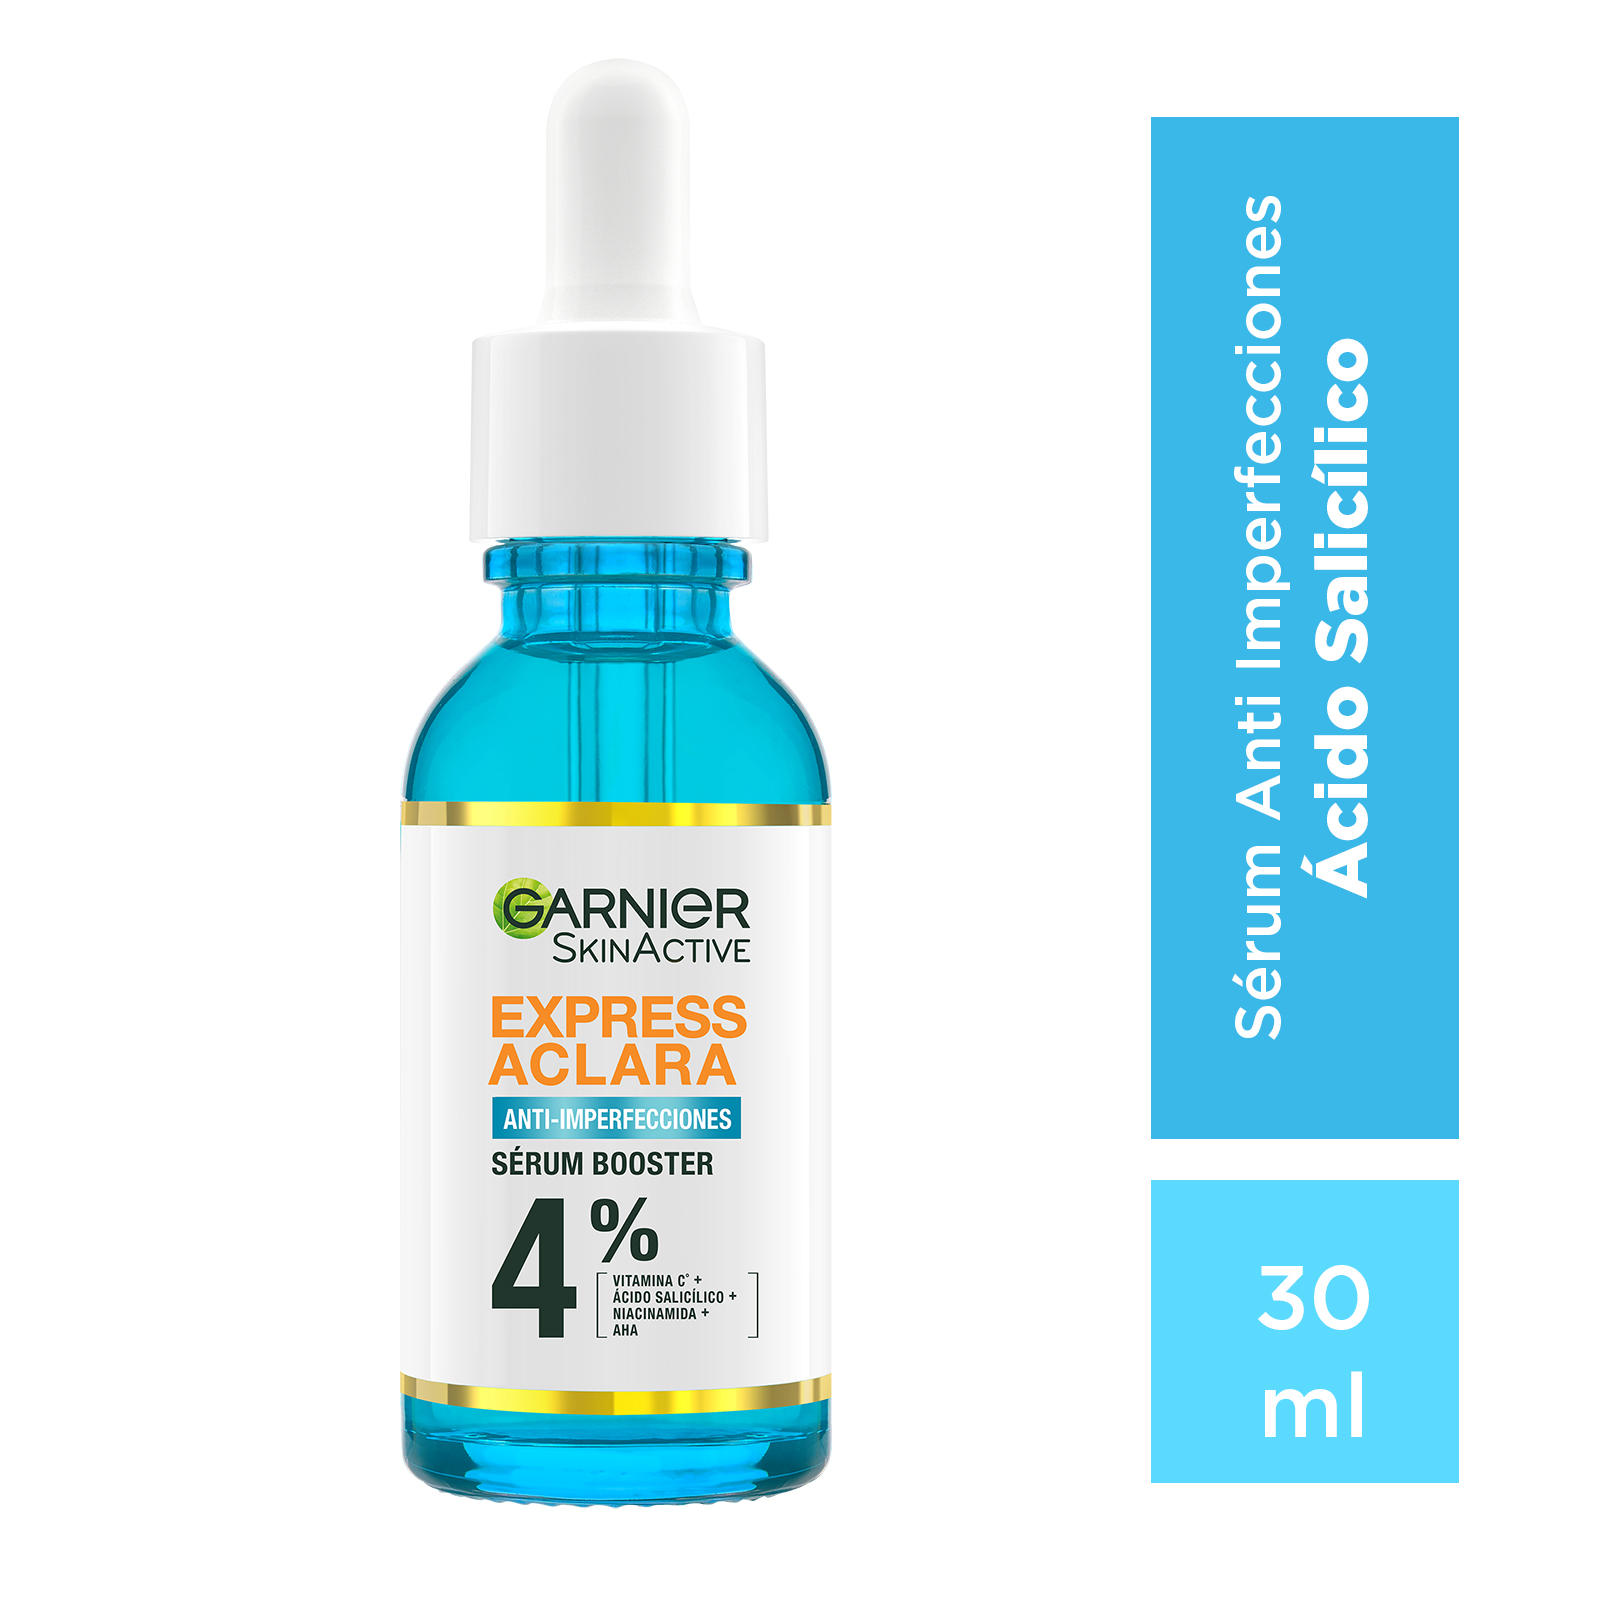 GARNIER
SKINACTIVE
EXPRESS
ACLARA
ANTI-IMPERFECCIONES
SÉRUM BOOSTER
4%
VITAMINA C° +
ÁCIDO SALICÍLICO +
NIACINAMIDA +
AHA
Sérum Anti Imperfecciones
Ácido Salicílico
30
ml